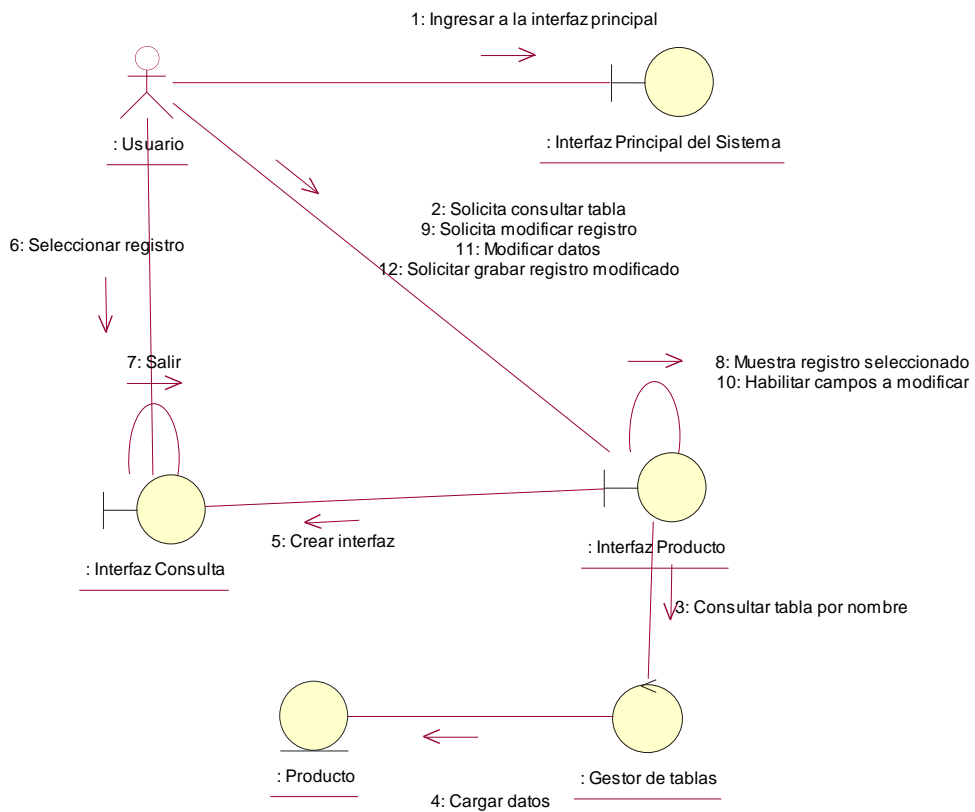 1: Ingresar a la interfaz principal
: Usuario
: Interfaz Principal del Sistema
2: Solicita consultar tabla
9: Solicita modificar registro
11: Modificar datos
12: Solicitar grabar registro modificado
6: Seleccionar registro
7: Salir
8: Muestra registro seleccionado
10: Habilitar campos a modificar
5: Crear interfaz
: Interfaz Consulta
: Interfaz Producto
3: Consultar tabla por nombre
: Producto
: Gestor de tablas
4: Cargar datos